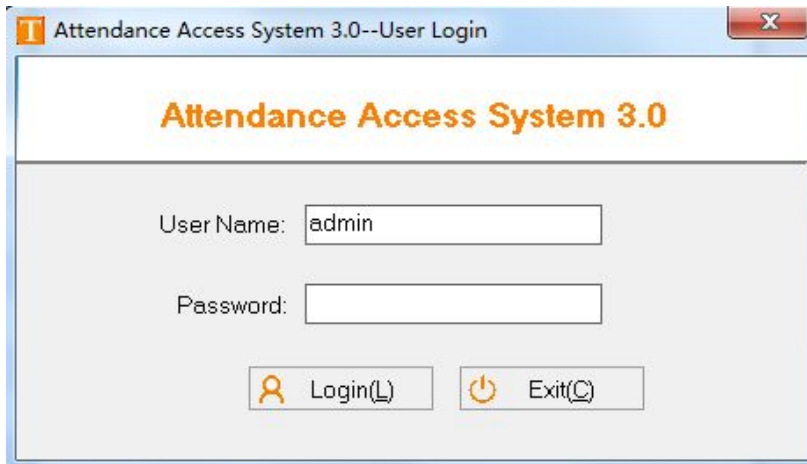 T Attendance Access System 3.0--User Login
Attendance Access System 3.0
User Name: admin
Password:
Login(L) Exit(C)